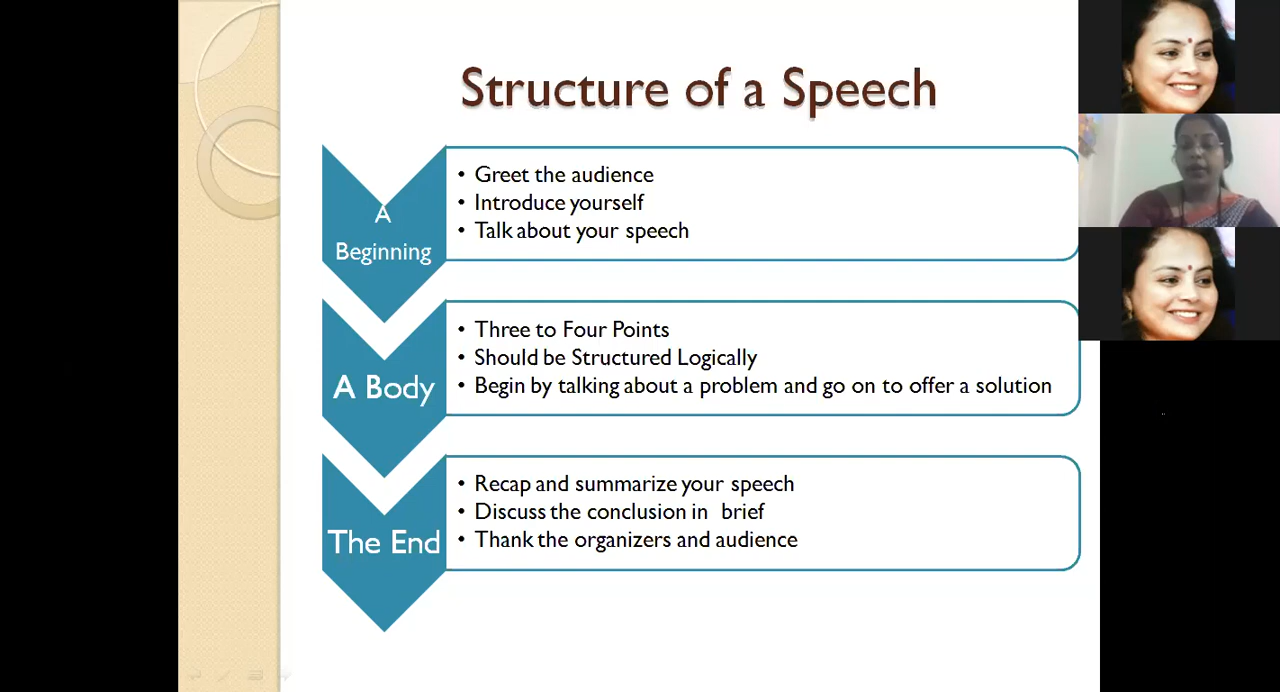 Structure of a Speech
A
Beginning
• Greet the audience
• Introduce yourself
• Talk about your speech
A Body
• Three to Four Points
• Should be Structured Logically
• Begin by talking about a problem and go on to offer a solution
The End
• Recap and summarize your speech
• Discuss the conclusion in brief
• Thank the organizers and audience